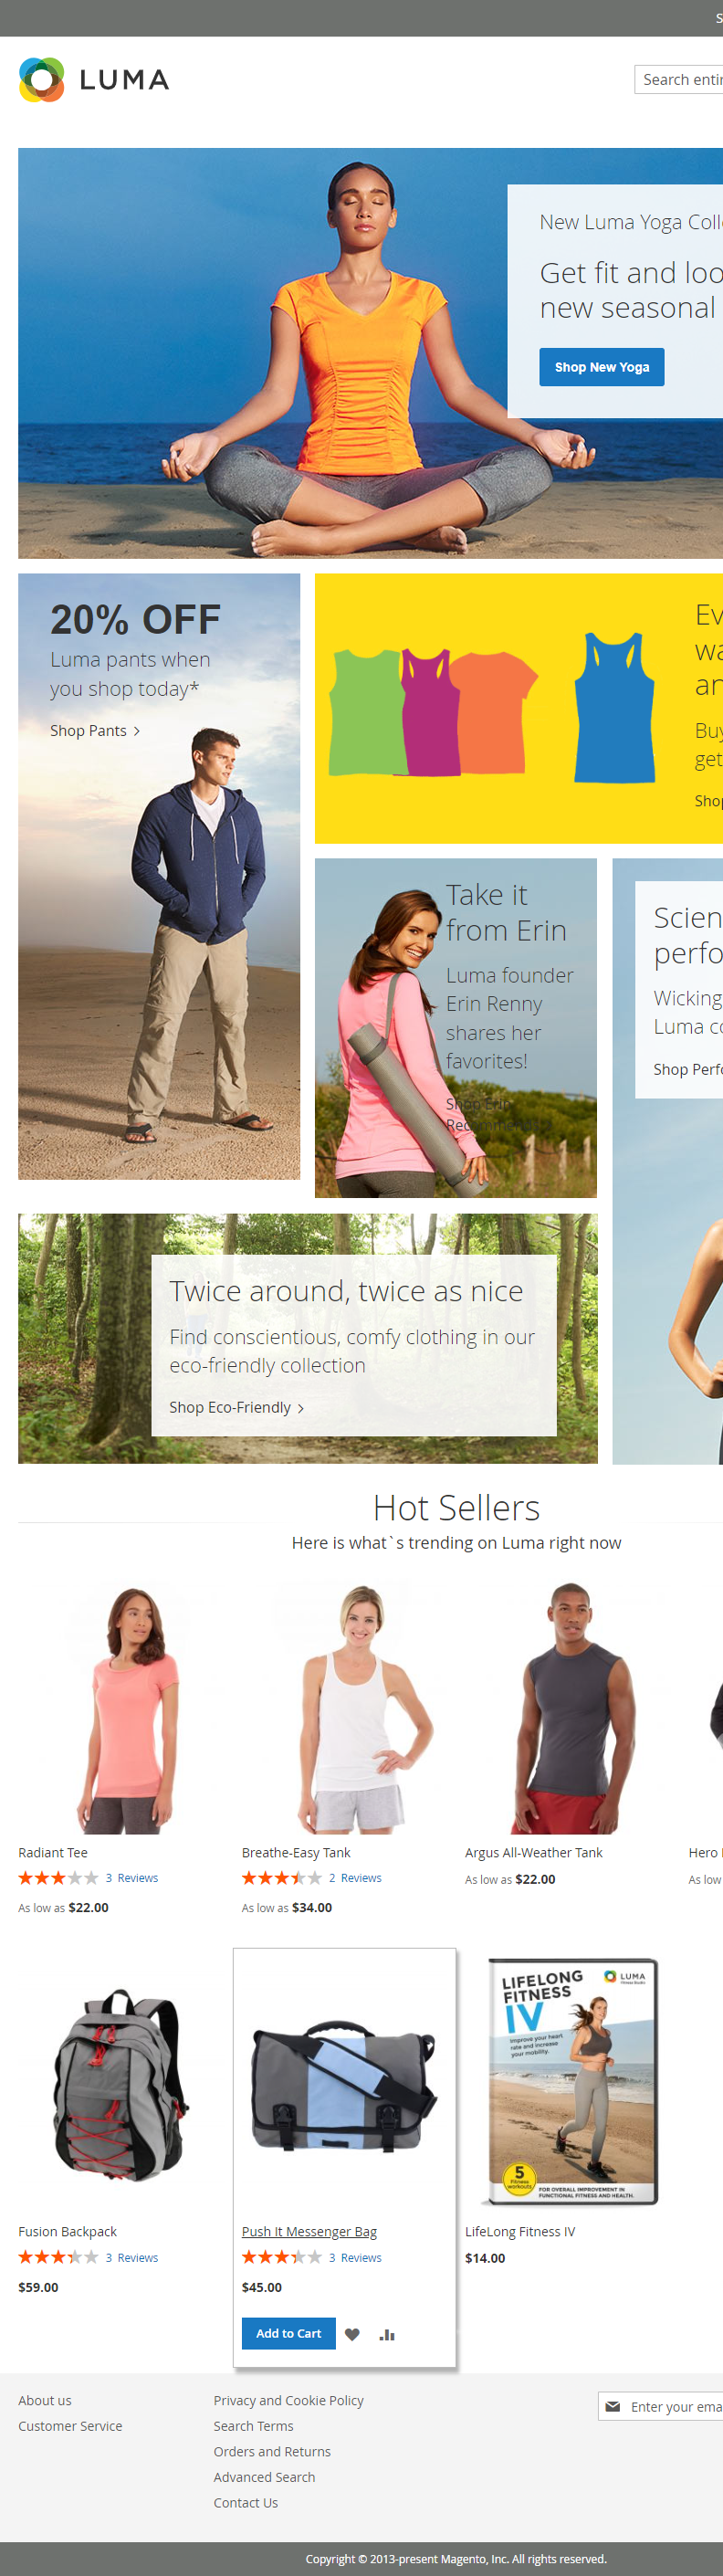 S
LUMA
Search entir
New Luma Yoga Coll
Get fit and loo
new seasonal
Shop New Yoga
20% OFF
Luma pants when
you shop today*
Shop Pants >
Ev
wa
an
Buy
get
Shop
Take it
from Erin
Luma founder
Erin Renny
shares her
favorites!
Shop Erin
Recommends
Scien
perfo
Wicking
Luma co
Shop Perfo
Twice around, twice as nice
Find conscientious, comfy clothing in our
eco-friendly collection
Shop Eco-Friendly >
Hot Sellers
Here is what`s trending on Luma right now
Radiant Tee
3 Reviews
As low as $22.00
Breathe-Easy Tank
2 Reviews
As low as $34.00
Argus All-Weather Tank
As low as $22.00
Hero
As low
LIFELONG
FITNESS
IV
LUMA
Fitness Studio
Improve your heart
rate and increase
your mobility.
5
Fitness
workouts
FOR OVERALL IMPROVEMENT IN
FUNCTIONAL FITNESS AND HEALTH.
Fusion Backpack
3 Reviews
$59.00
Push It Messenger Bag
3 Reviews
$45.00
Add to Cart
LifeLong Fitness IV
$14.00
About us
Customer Service
Privacy and Cookie Policy
Search Terms
Orders and Returns
Advanced Search
Contact Us
Enter your ema
Copyright © 2013-present Magento, Inc. All rights reserved.